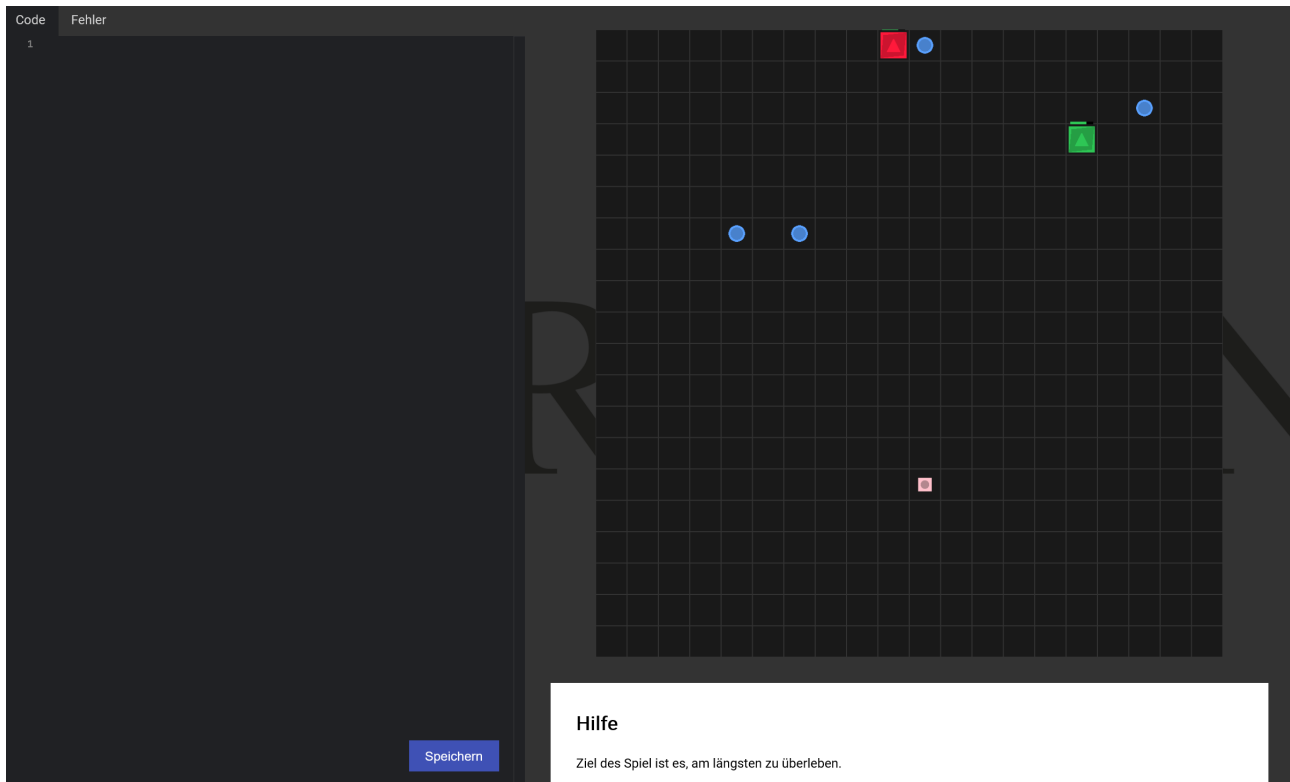 Code Fehler
1
R N
Speichern
Hilfe
Ziel des Spiel ist es, am längsten zu überleben.